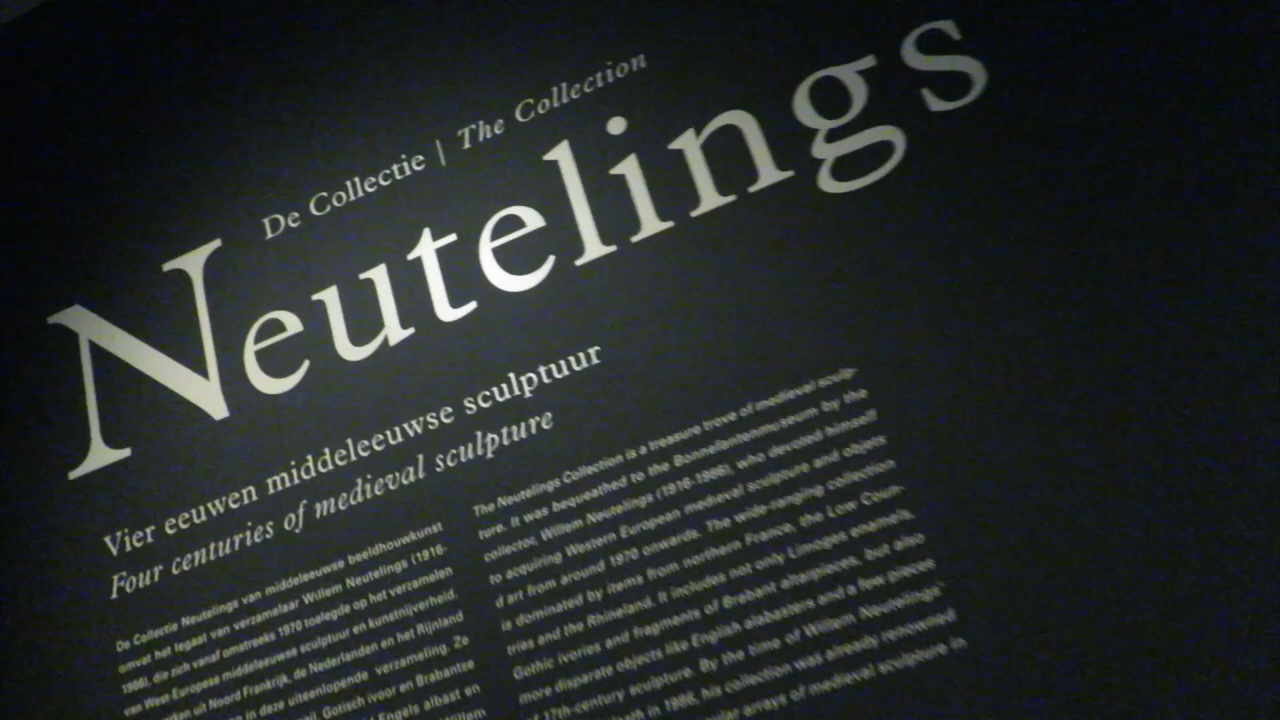 De Collectie | The Collection
Neutelings
Vier eeuwen middeleeuwse sculptuur
Four centuries of medieval sculpture
De Collectie Neutelings van middeleeuwse beeldhouwkunst
omvat het legaat van verzamelaar Willem Neutelings (1916-
1986), die zich vanaf omstreeks 1970 toelegde op het verzamelen
van West-Europese middeleeuwse sculptuur en kunstnijverheid.
uit Noord Frankrijk, de Nederlanden en het Rijnland
in deze uiteenlopende verzameling. Ze
Gotisch ivoor en Brabantse
Engels albast en
Willem
The Neutelings Collection is a treasure trove of medieval sculp-
ture. It was bequeathed to the Bonnefantenmuseum by the
collector, Willem Neutelings (1916-1986), who devoted himself
to acquiring Western European medieval sculpture and objets
d'art from around 1970 onwards. The wide-ranging collection
is dominated by items from northern France, the Low Coun-
tries and the Rhineland. It includes not only Limoges enamels,
Gothic ivories and fragments of Brabant altarpieces, but also
more disparate objects like English alabasters and a few pieces
of 17th-century sculpture. By the time of Willem Neutelings'
death in 1986, his collection was already renowned
arrays of medieval sculpture in